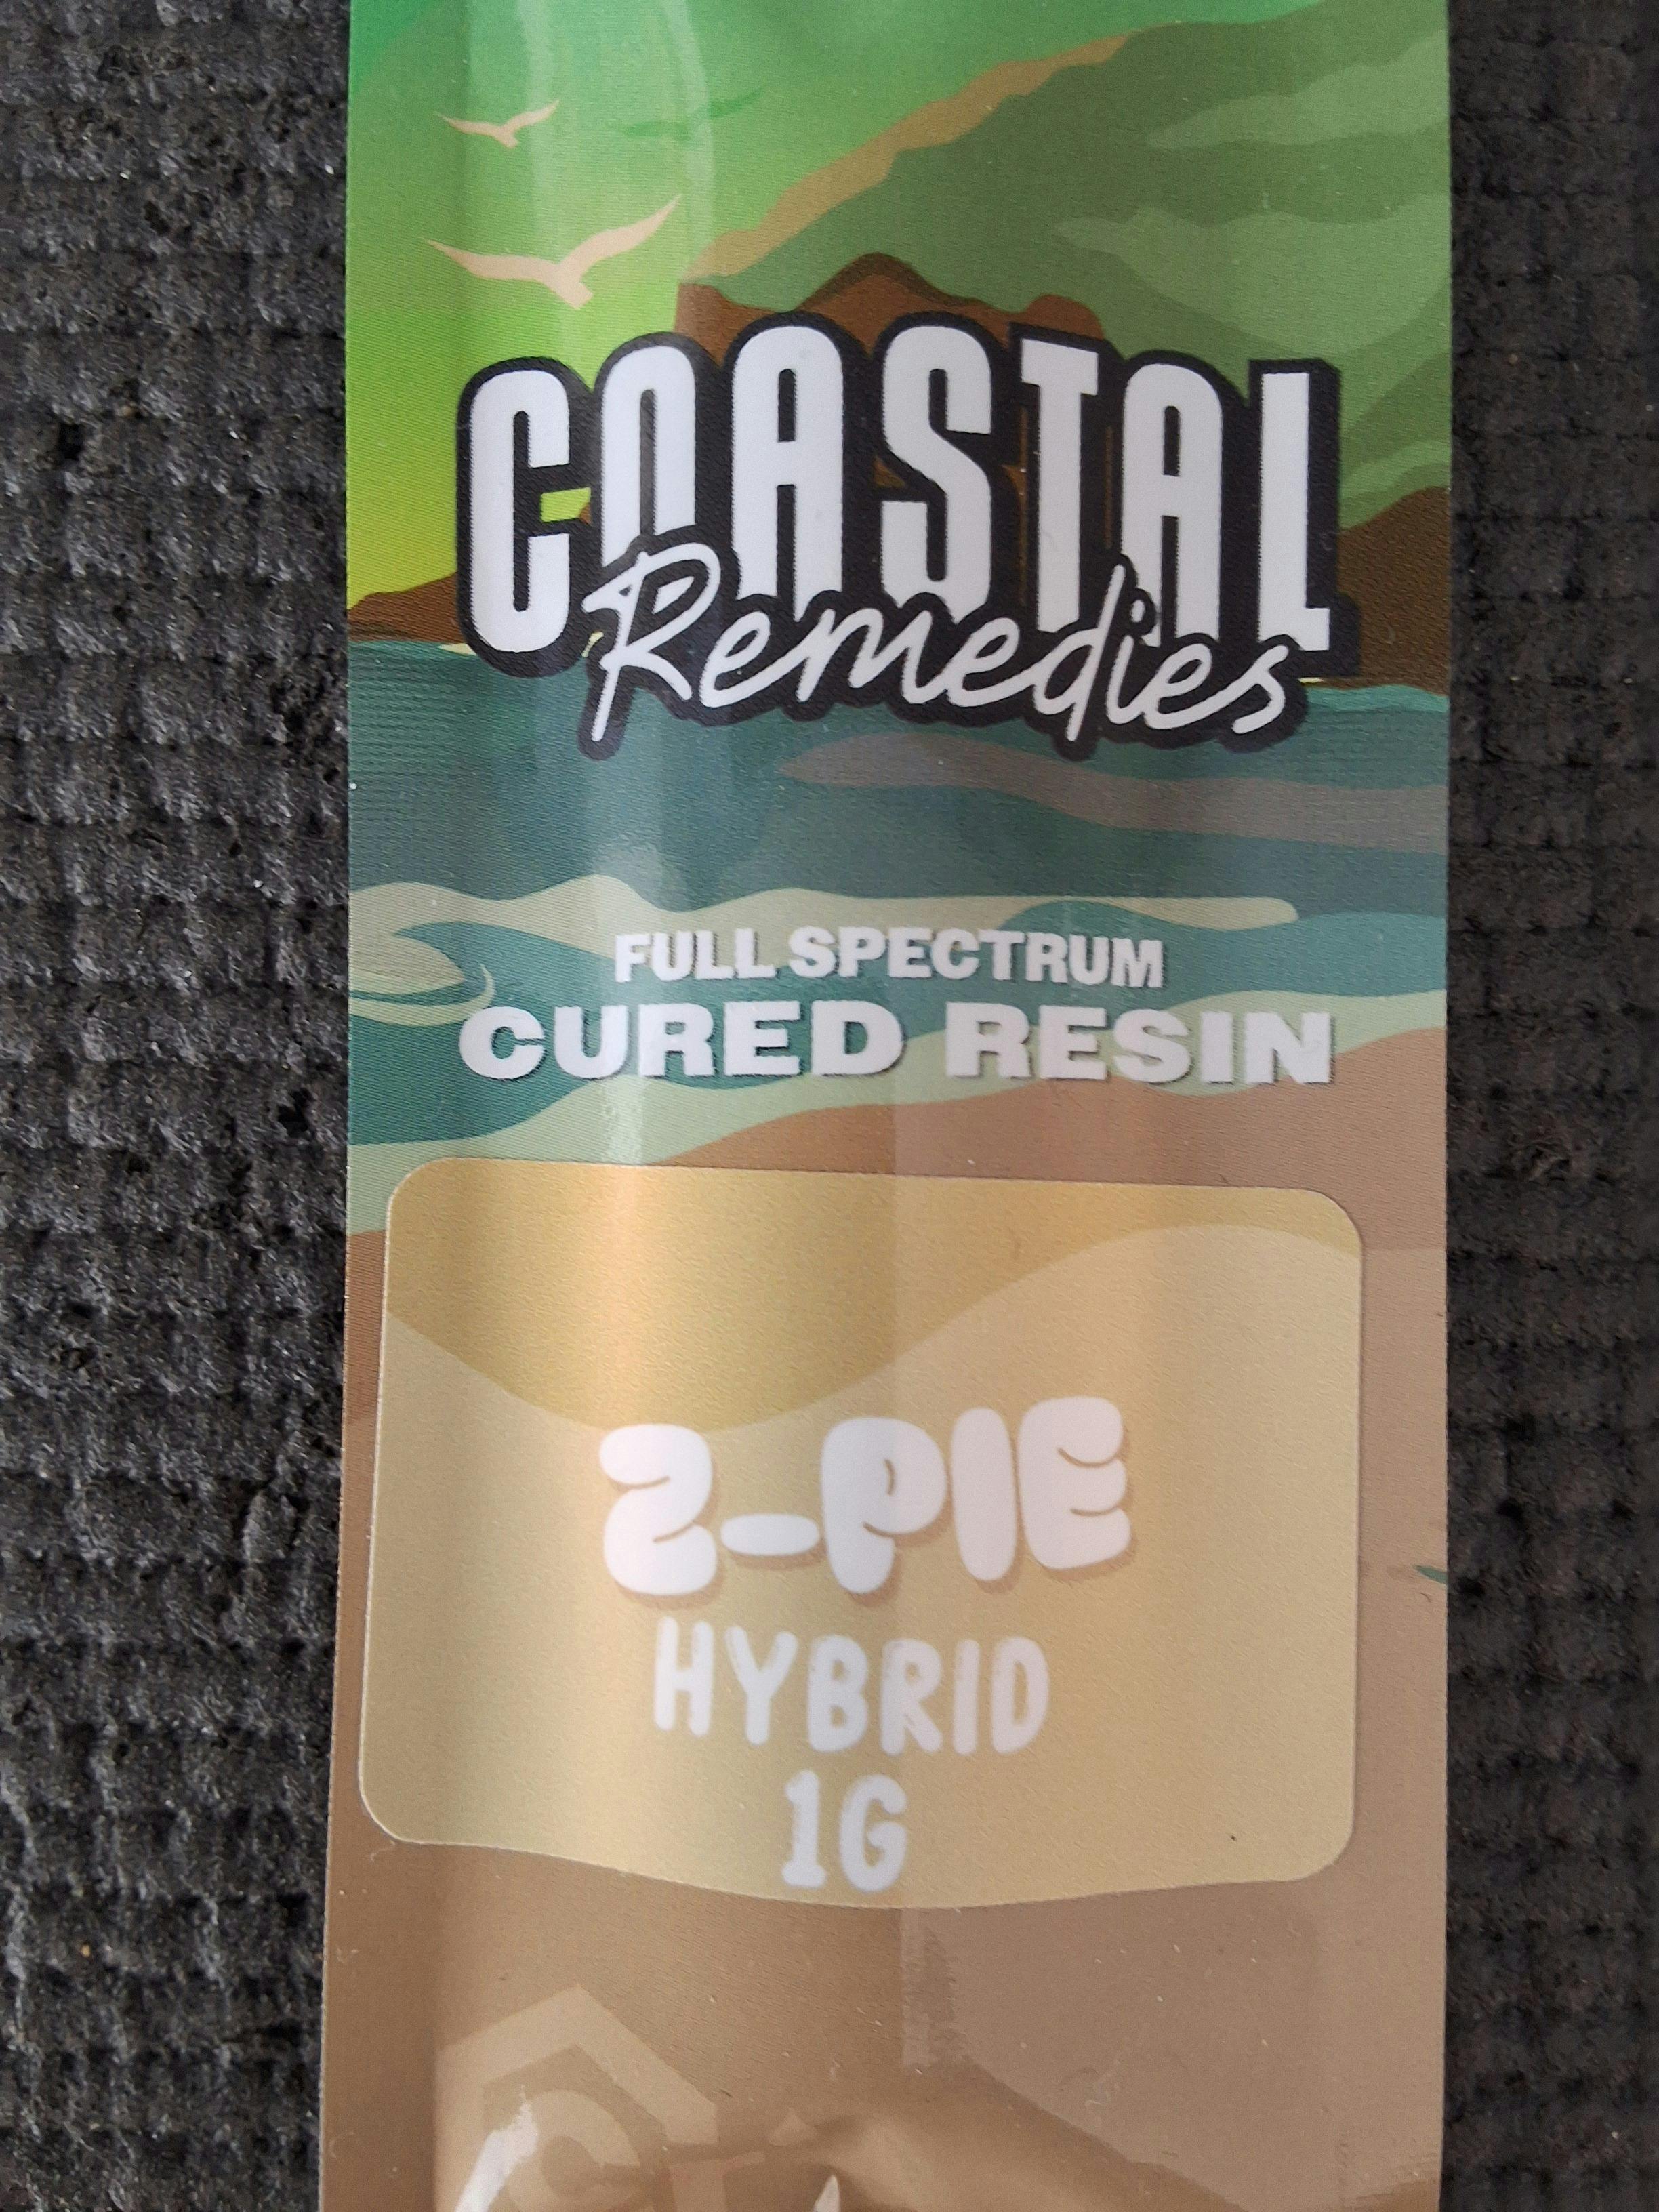 COASTAL
Remedies
FULL SPECTRUM
CURED RESIN
Z-PIE
HYBRID
1G